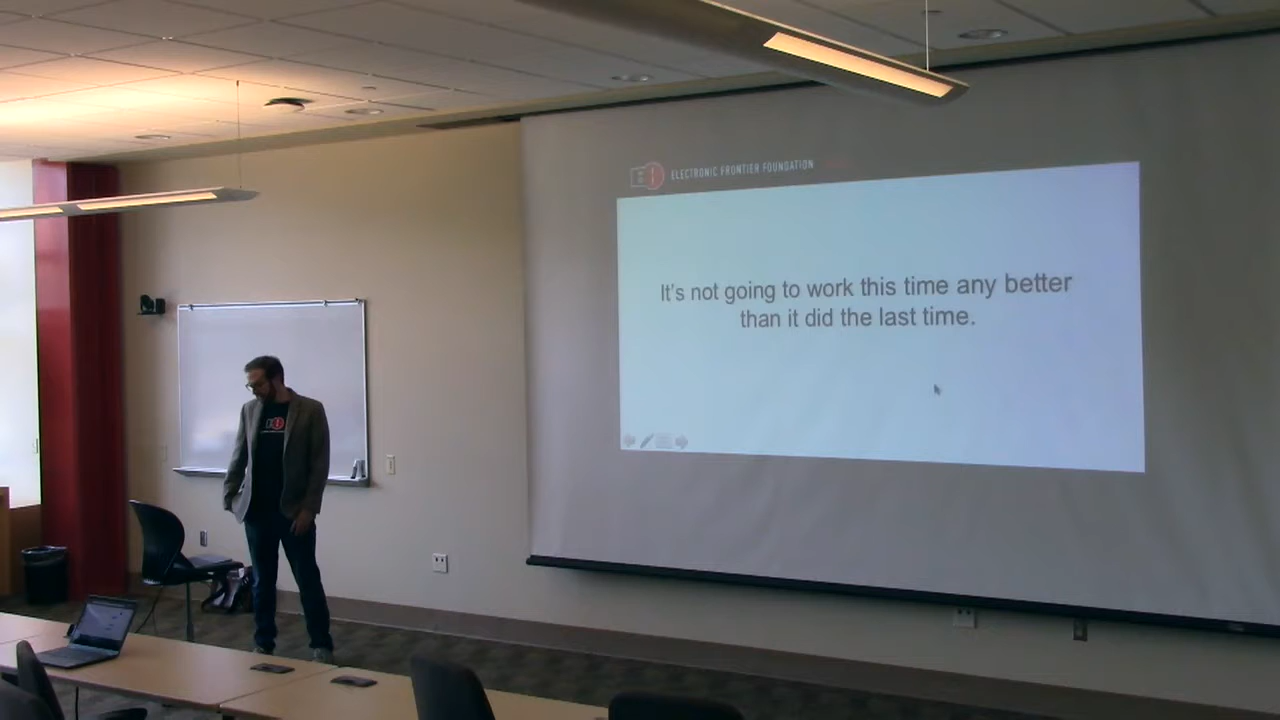 ELECTRONIC FRONTIER FOUNDATION
It's not going to work this time any better
than it did the last time.